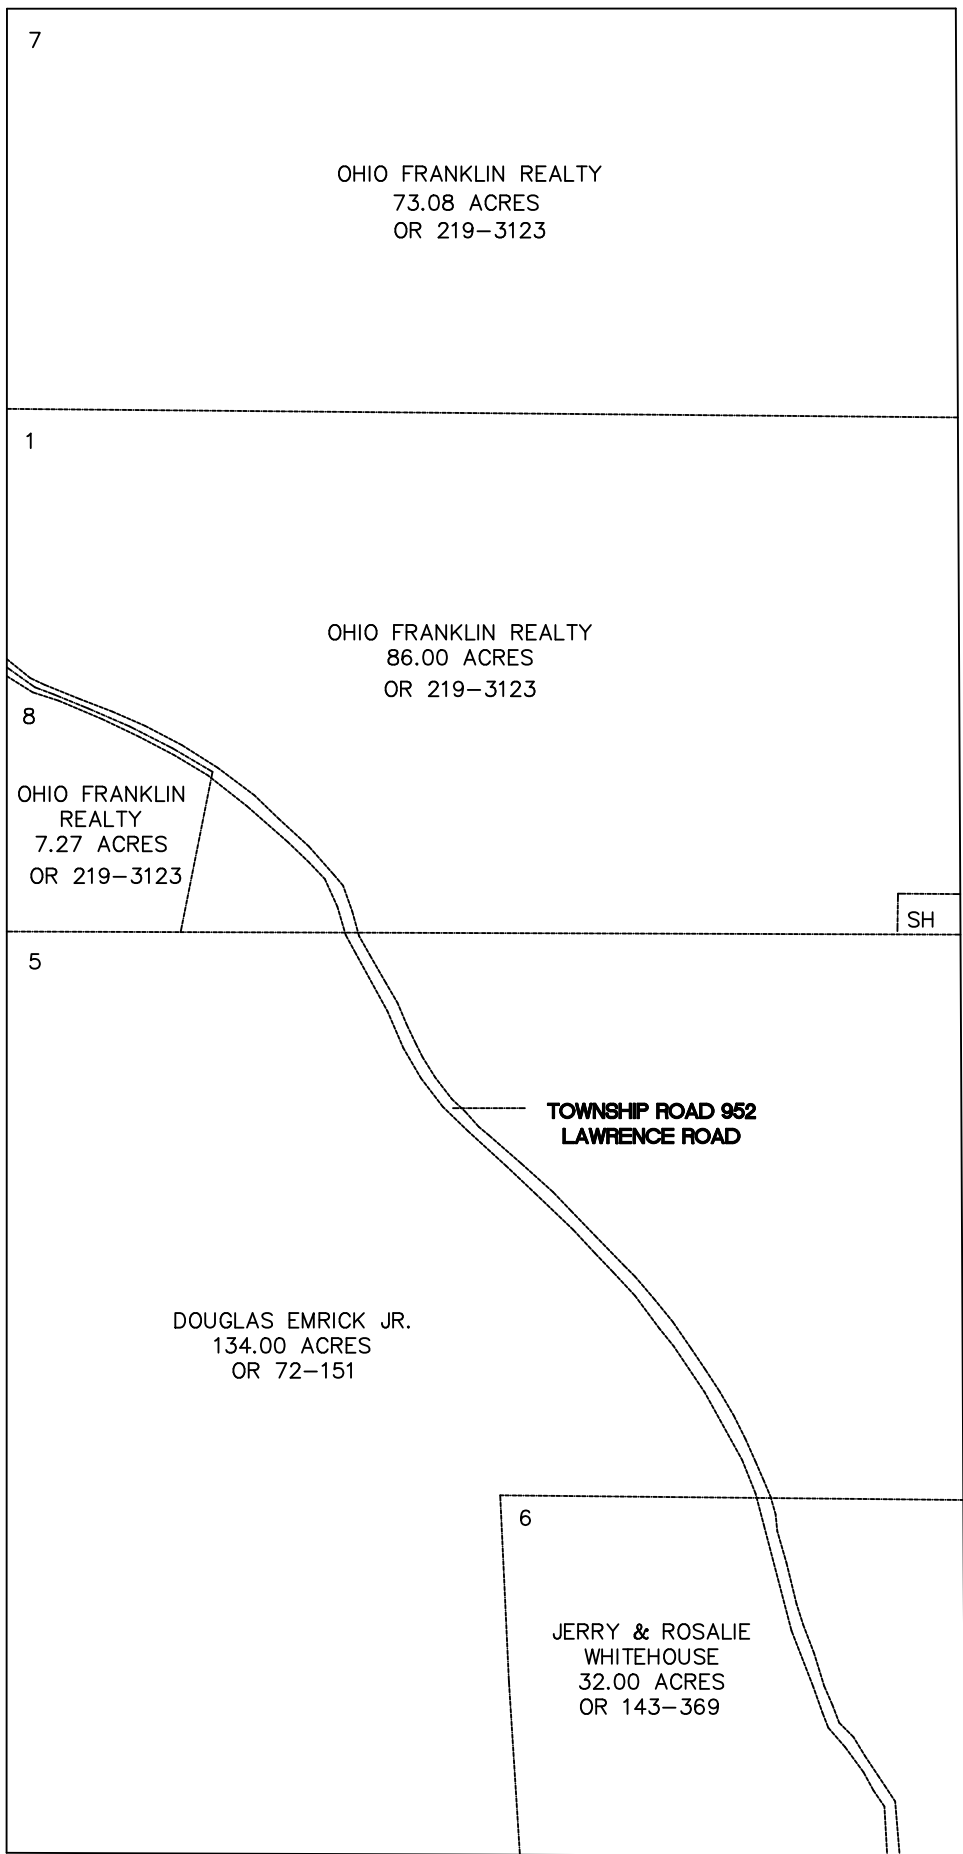 7
OHIO FRANKLIN REALTY
73.08 ACRES
OR 219-3123
1
OHIO FRANKLIN REALTY
86.00 ACRES
OR 219-3123
8
OHIO FRANKLIN
REALTY
7.27 ACRES
OR 219-3123
SH
5
TOWNSHIP ROAD 952
LAWRENCE ROAD
DOUGLAS EMRICK JR.
134.00 ACRES
OR 72-151
6
JERRY & ROSALIE
WHITEHOUSE
32.00 ACRES
OR 143-369